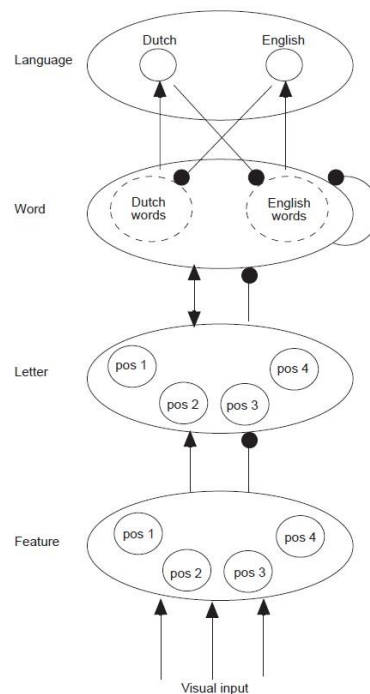 Dutch English
Language
Word
Dutch words
English words
Letter
pos 1
pos 4
pos 2
pos 3
Feature
pos 1
pos 4
pos 2
pos 3
Visual input